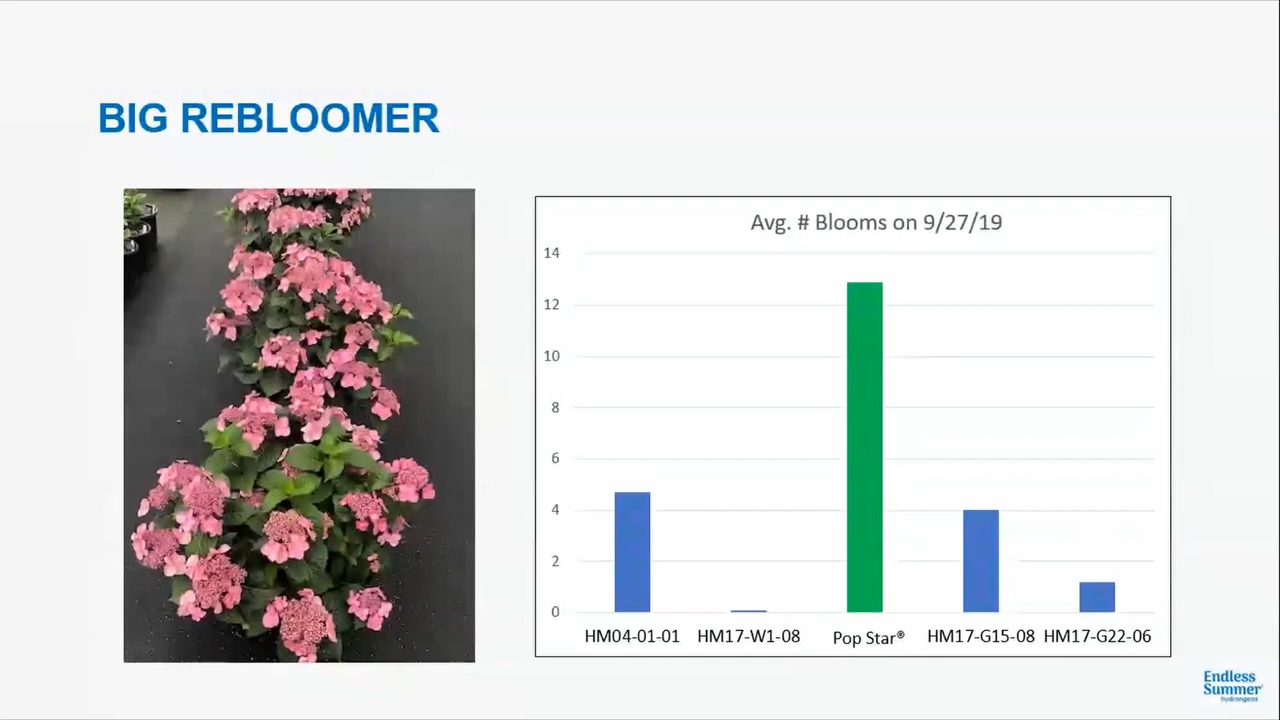 BIG REBLOOMER
Avg. # Blooms on 9/27/19
14
12
10
8
6
4
2
0
HM04-01-01 HM17-W1-08 Pop Star® HM17-G15-08 HM17-G22-06
Endless
Summer®
hydrangeas